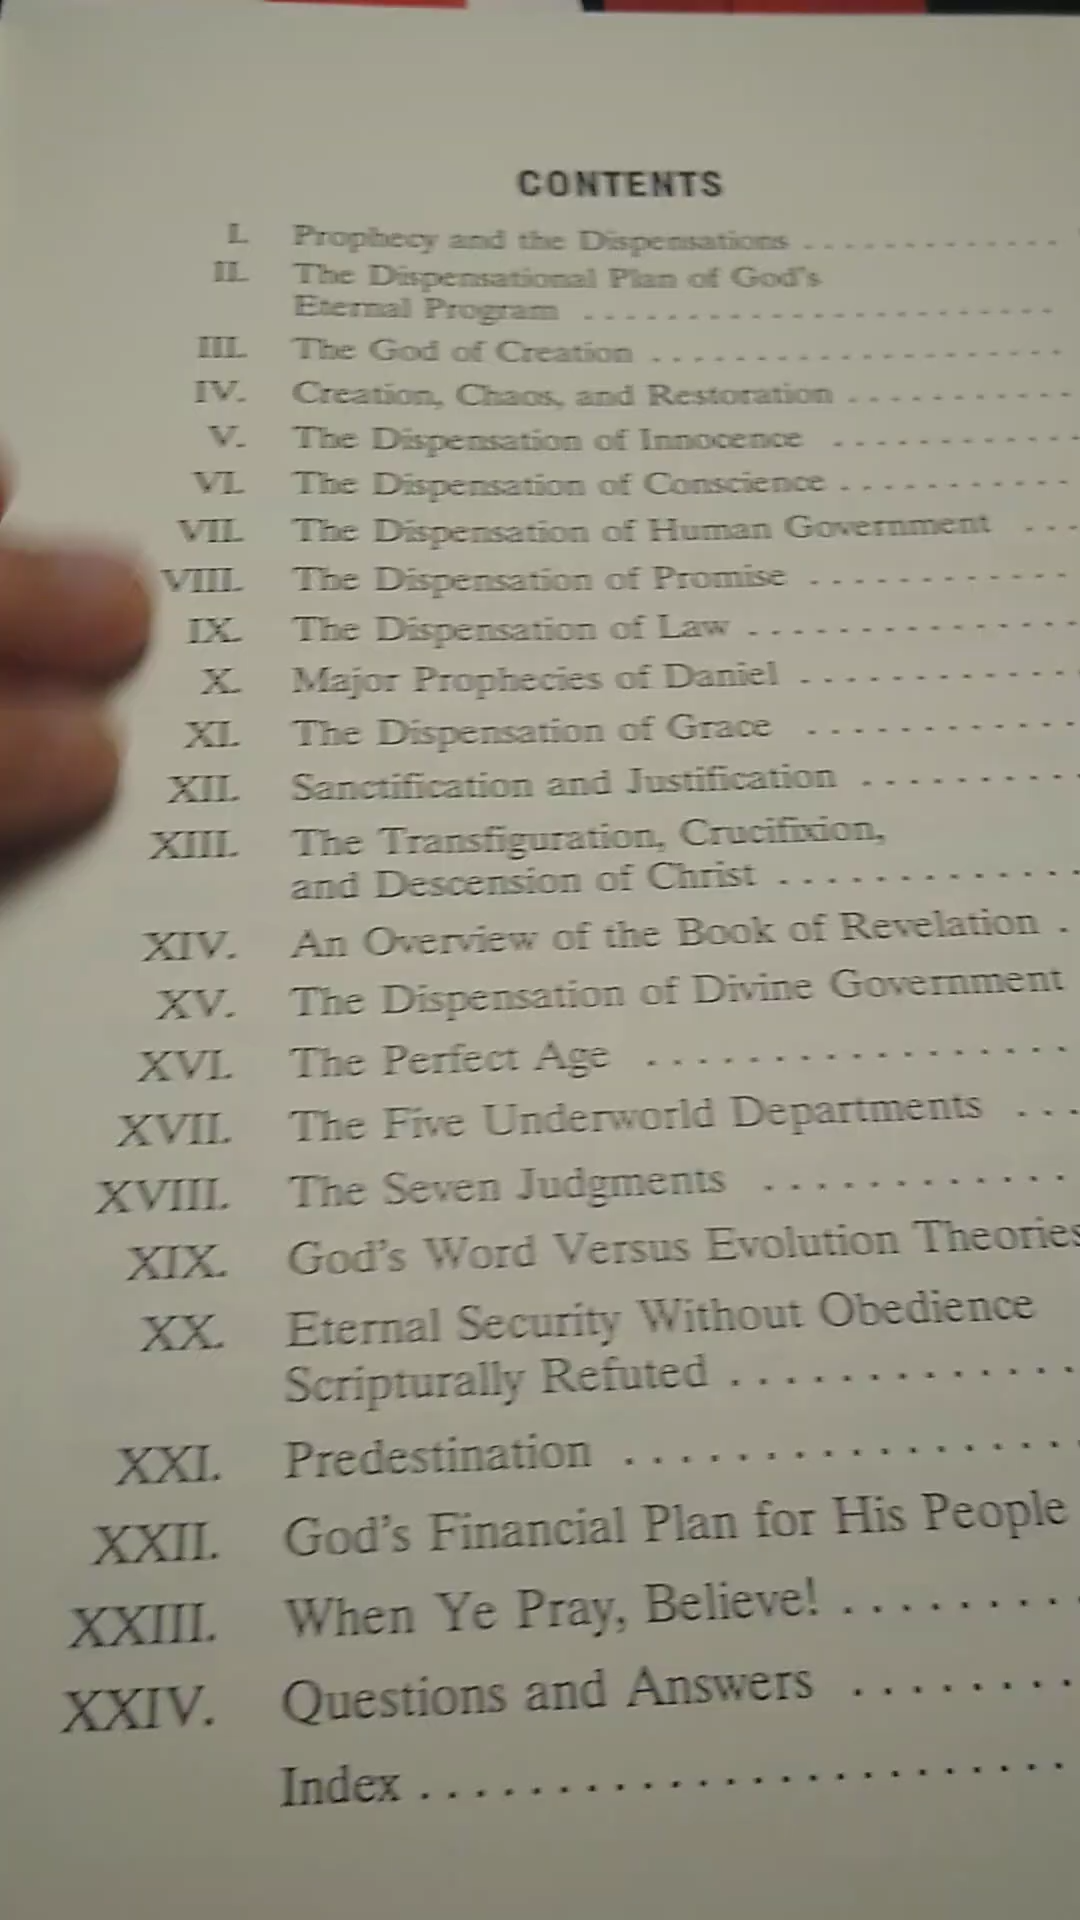 CONTENTS
I. Prophecy and the Dispensations . . . . . . . . . . . . .
II. The Dispensational Plan of God's
Eternal Program . . . . . . . . . . . . . . . . . . . . . . .
III. The God of Creation . . . . . . . . . . . . . . . . . . .
IV. Creation, Chaos, and Restoration . . . . . . . . . .
V. The Dispensation of Innocence . . . . . . . . . . .
VI. The Dispensation of Conscience . . . . . . . . . . .
VII. The Dispensation of Human Government . . .
VIII. The Dispensation of Promise . . . . . . . . . . . .
IX. The Dispensation of Law . . . . . . . . . . . . . . .
X. Major Prophecies of Daniel . . . . . . . . . . . .
XI. The Dispensation of Grace . . . . . . . . . . . .
XII. Sanctification and Justification . . . . . . . . .
XIII. The Transfiguration, Crucifixion,
and Descension of Christ . . . . . . . . . . . . .
XIV. An Overview of the Book of Revelation .
XV. The Dispensation of Divine Government
XVI. The Perfect Age . . . . . . . . . . . . . . . .
XVII. The Five Underworld Departments . . .
XVIII. The Seven Judgments . . . . . . . . . . . .
XIX. God's Word Versus Evolution Theories
XX. Eternal Security Without Obedience
Scripturally Refuted . . . . . . . . . . . . .
XXI. Predestination . . . . . . . . . . . . . . . . .
XXII. God's Financial Plan for His People
XXIII. When Ye Pray, Believe! . . . . . . . . .
XXIV. Questions and Answers . . . . . . . .
Index . . . . . . . . . . . . . . . . . . . . . . . .